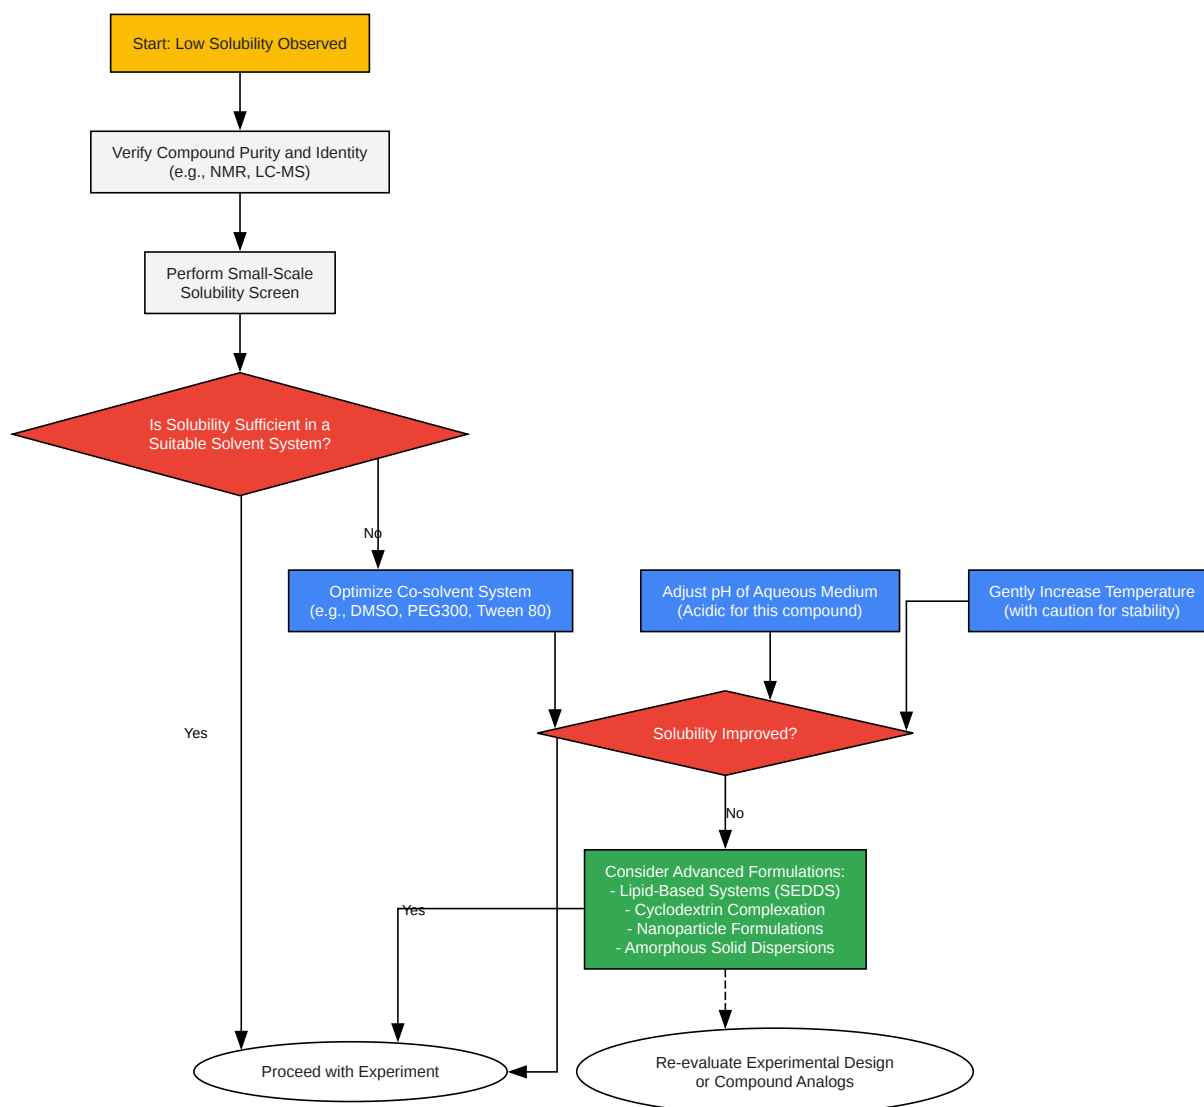 Start: Low Solubility Observed
Verify Compound Purity and Identity
(e.g., NMR, LC-MS)
Perform Small-Scale
Solubility Screen
Is Solubility Sufficient in a
Suitable Solvent System?
No
Optimize Co-solvent System
(e.g., DMSO, PEG300, Tween 80)
Adjust pH of Aqueous Medium
(Acidic for this compound)
Gently Increase Temperature
(with caution for stability)
Yes
Solubility Improved?
No
Consider Advanced Formulations:
- Lipid-Based Systems (SEDDS)
- Cyclodextrin Complexation
- Nanoparticle Formulations
- Amorphous Solid Dispersions
Yes
Proceed with Experiment
Re-evaluate Experimental Design
or Compound Analogs